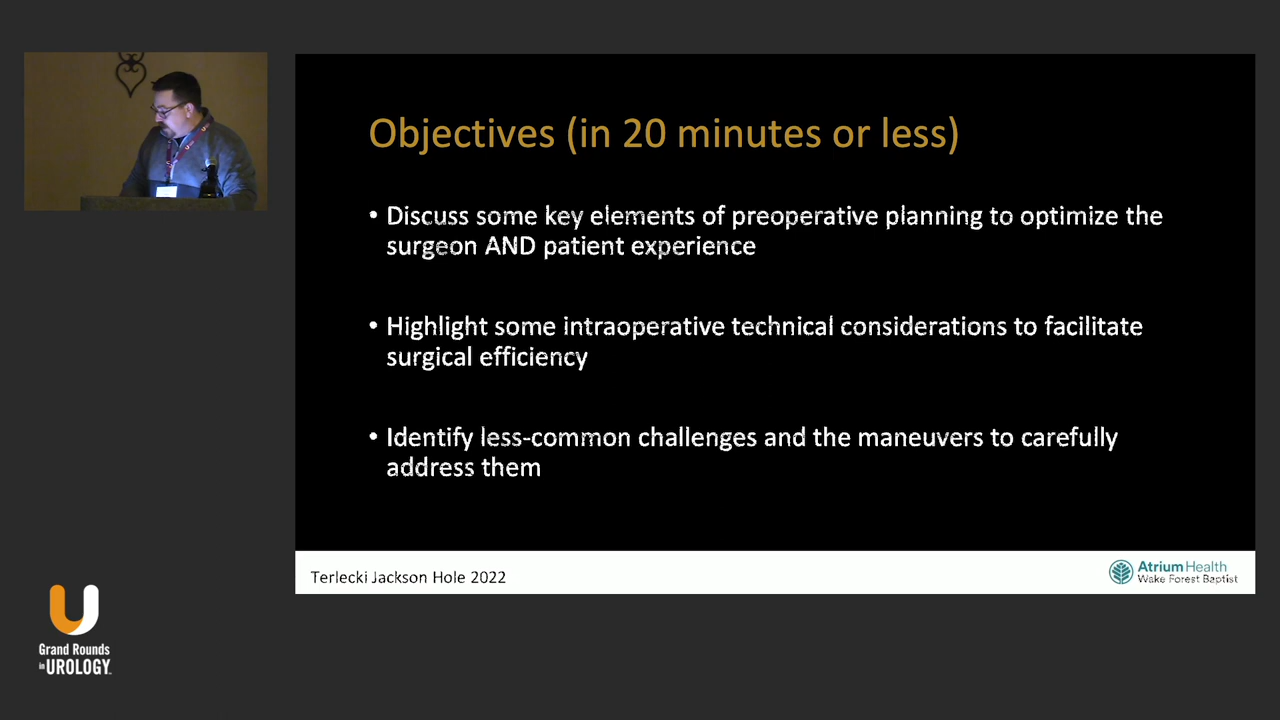 Objectives (in 20 minutes or less)
• Discuss some key elements of preoperative planning to optimize the
surgeon AND patient experience
• Highlight some intraoperative technical considerations to facilitate
surgical efficiency
• Identify less-common challenges and the maneuvers to carefully
address them
Terlecki Jackson Hole 2022
Atrium Health
Wake Forest Baptist
Grand Rounds
in UROLOGY